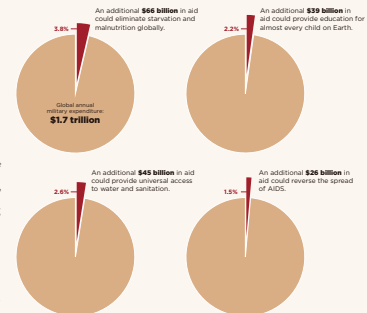 An additional $66 billion in aid
could eliminate starvation and
malnutrition globally.
3.8%
Global annual
military expenditure:
$1.7 trillion
An additional $39 billion in
aid could provide education for
almost every child on Earth.
2.2%
An additional $45 billion in aid
could provide universal access
to water and sanitation.
2.6%
An additional $26 billion in
aid could reverse the spread
of AIDS.
1.5%